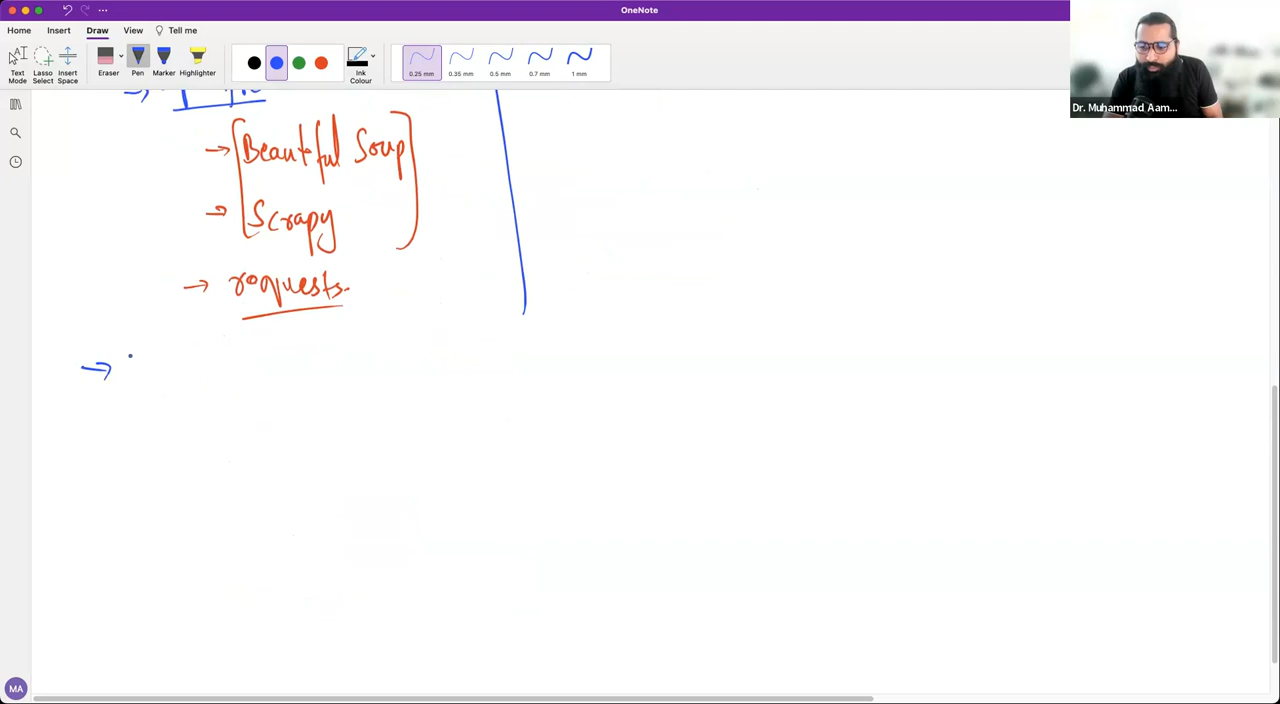 OneNote
Home Insert Draw View Tell me
Text Mode
Lasso Select
Insert Space
Eraser
Pen
Marker
Highlighter
Ink Colour
0.25 mm
0.35 mm
0.5 mm
0.7 mm
1 mm
Dr. Muhammad Aam...
→ Beautiful Soup
→ Scrapy
→ requests.
→
MA